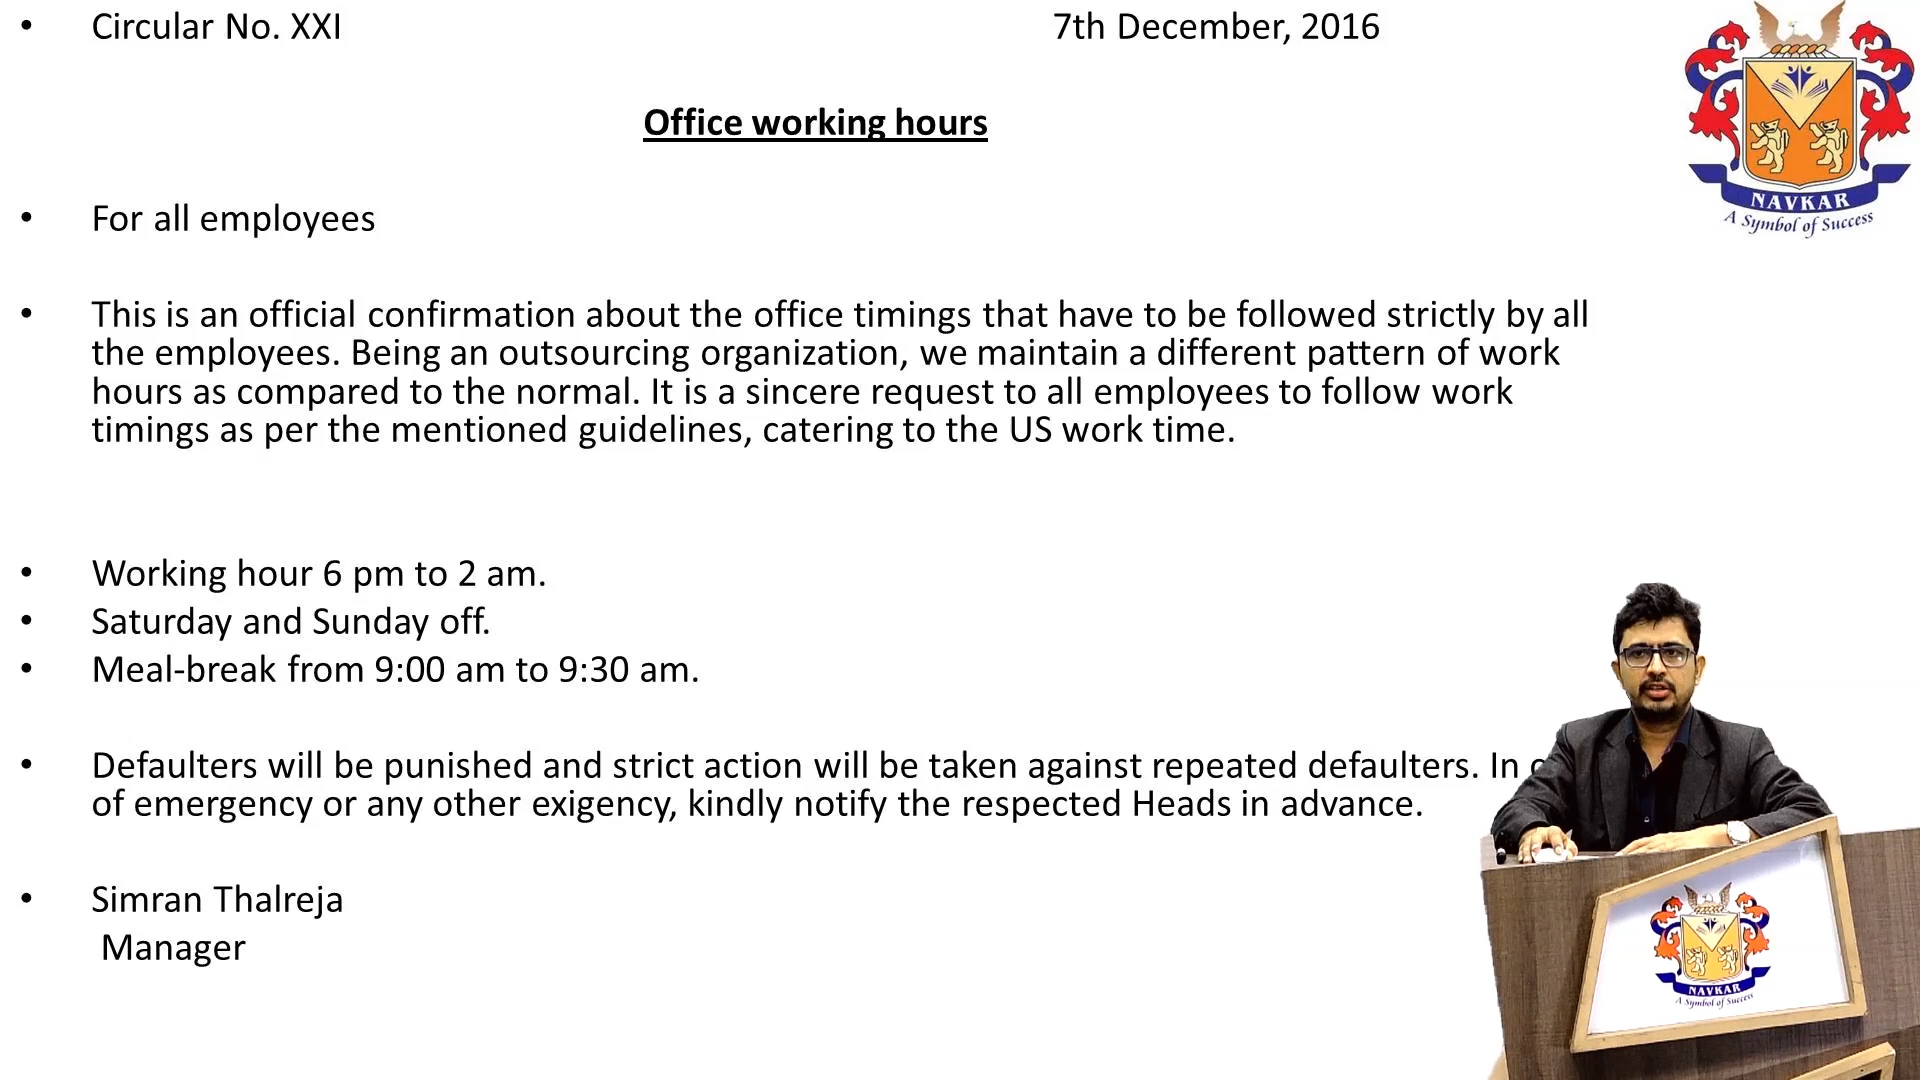 • Circular No. XXI 7th December, 2016
Office working hours
• For all employees
• This is an official confirmation about the office timings that have to be followed strictly by all
the employees. Being an outsourcing organization, we maintain a different pattern of work
hours as compared to the normal. It is a sincere request to all employees to follow work
timings as per the mentioned guidelines, catering to the US work time.
• Working hour 6 pm to 2 am.
• Saturday and Sunday off.
• Meal-break from 9:00 am to 9:30 am.
• Defaulters will be punished and strict action will be taken against repeated defaulters. In
of emergency or any other exigency, kindly notify the respected Heads in advance.
• Simran Thalreja
Manager
NAVKAR
A Symbol of Success
NAVKAR
A Symbol of Success